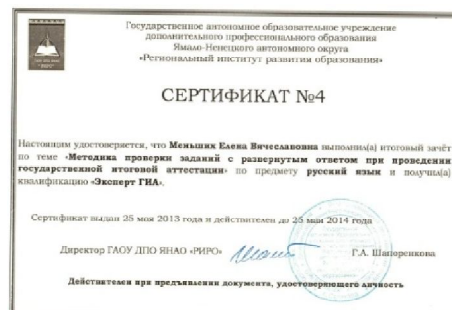 Государственное автономное образовательное учреждение
дополнительного профессионального образования
Ямало-Ненецкого автономного округа
«Региональный институт развития образования»
СЕРТИФИКАТ №4
Настоящим удостоверяется, что Меньших Елена Вячеславовна выполнил(а) итоговый зачёт
по теме «Методика проверки заданий с развернутым ответом при проведении
государственной итоговой аттестации» по предмету русский язык и получил(а)
квалификацию «Эксперт ГИА».
Сертификат выдан 25 мая 2013 года и действителен до 25 мая 2014 года
Директор ГАОУ ДПО ЯНАО «РИРО» Г.А. Шапоренкова
Действителен при предъявлении документа, удостоверяющего личность